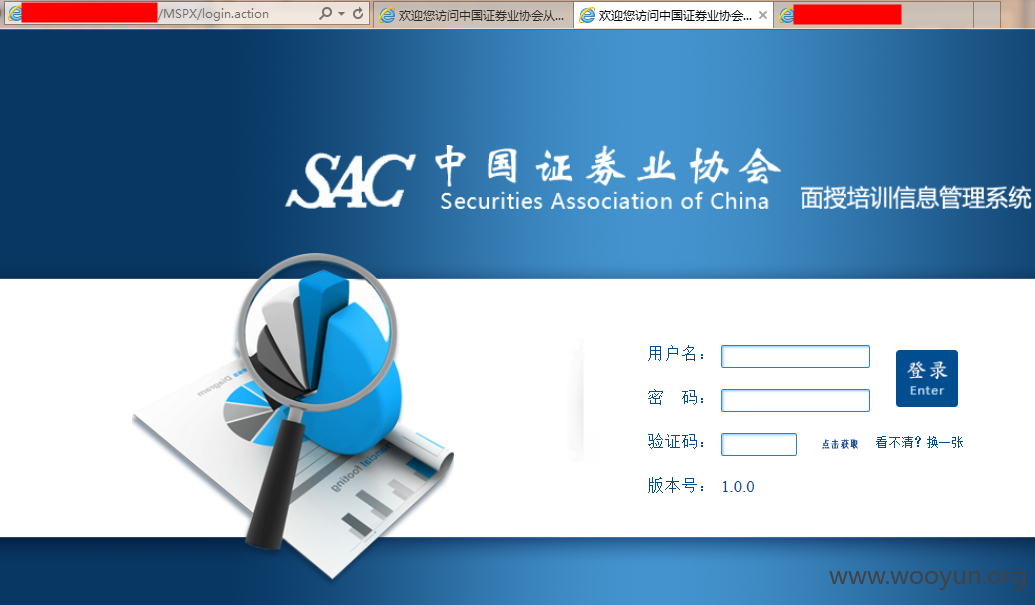 /MSPX/login.action
欢迎您访问中国证券业协会从...
欢迎您访问中国证券业协会...
SAC 中国证券业协会
Securities Association of China
面授培训信息管理系统
用户名：
登录
Enter
密 码：
验证码：
点击获取
看不清？换一张
版本号： 1.0.0
www.wooyun.org